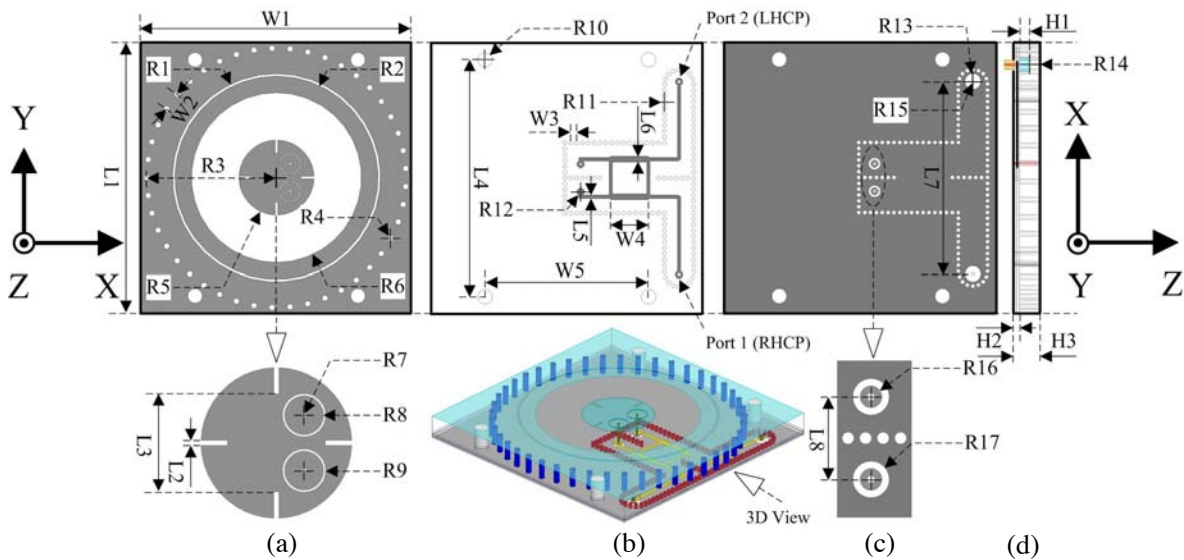 W1
R10
Port 2 (LHCP)
R13
H1
R1
R2
R14
W2
R11
R15
Y
W3
L6
X
L1
R3
L4
L7
R4
R12
L5
W4
Z
X
R5
R6
W5
Y
Z
Port 1 (RHCP)
H2
H3
R7
R16
R8
L3
L8
L2
R9
R17
3D View
(a)
(b)
(c)
(d)